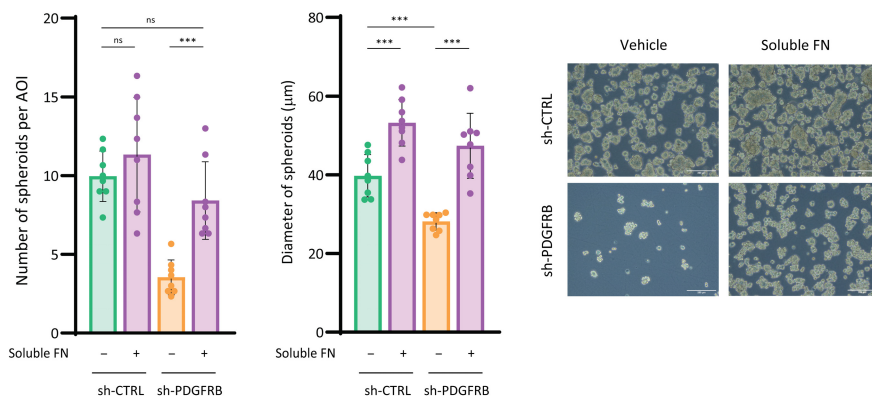 20
15
10
5
0
Number of spheroids per AOI
ns
ns
***
Soluble FN
– + – +
sh-CTRL sh-PDGFRB
80
60
40
20
0
Diameter of spheroids (μm)
***
*** ***
Soluble FN
– + – +
sh-CTRL sh-PDGFRB
Vehicle Soluble FN
sh-CTRL
sh-PDGFRB